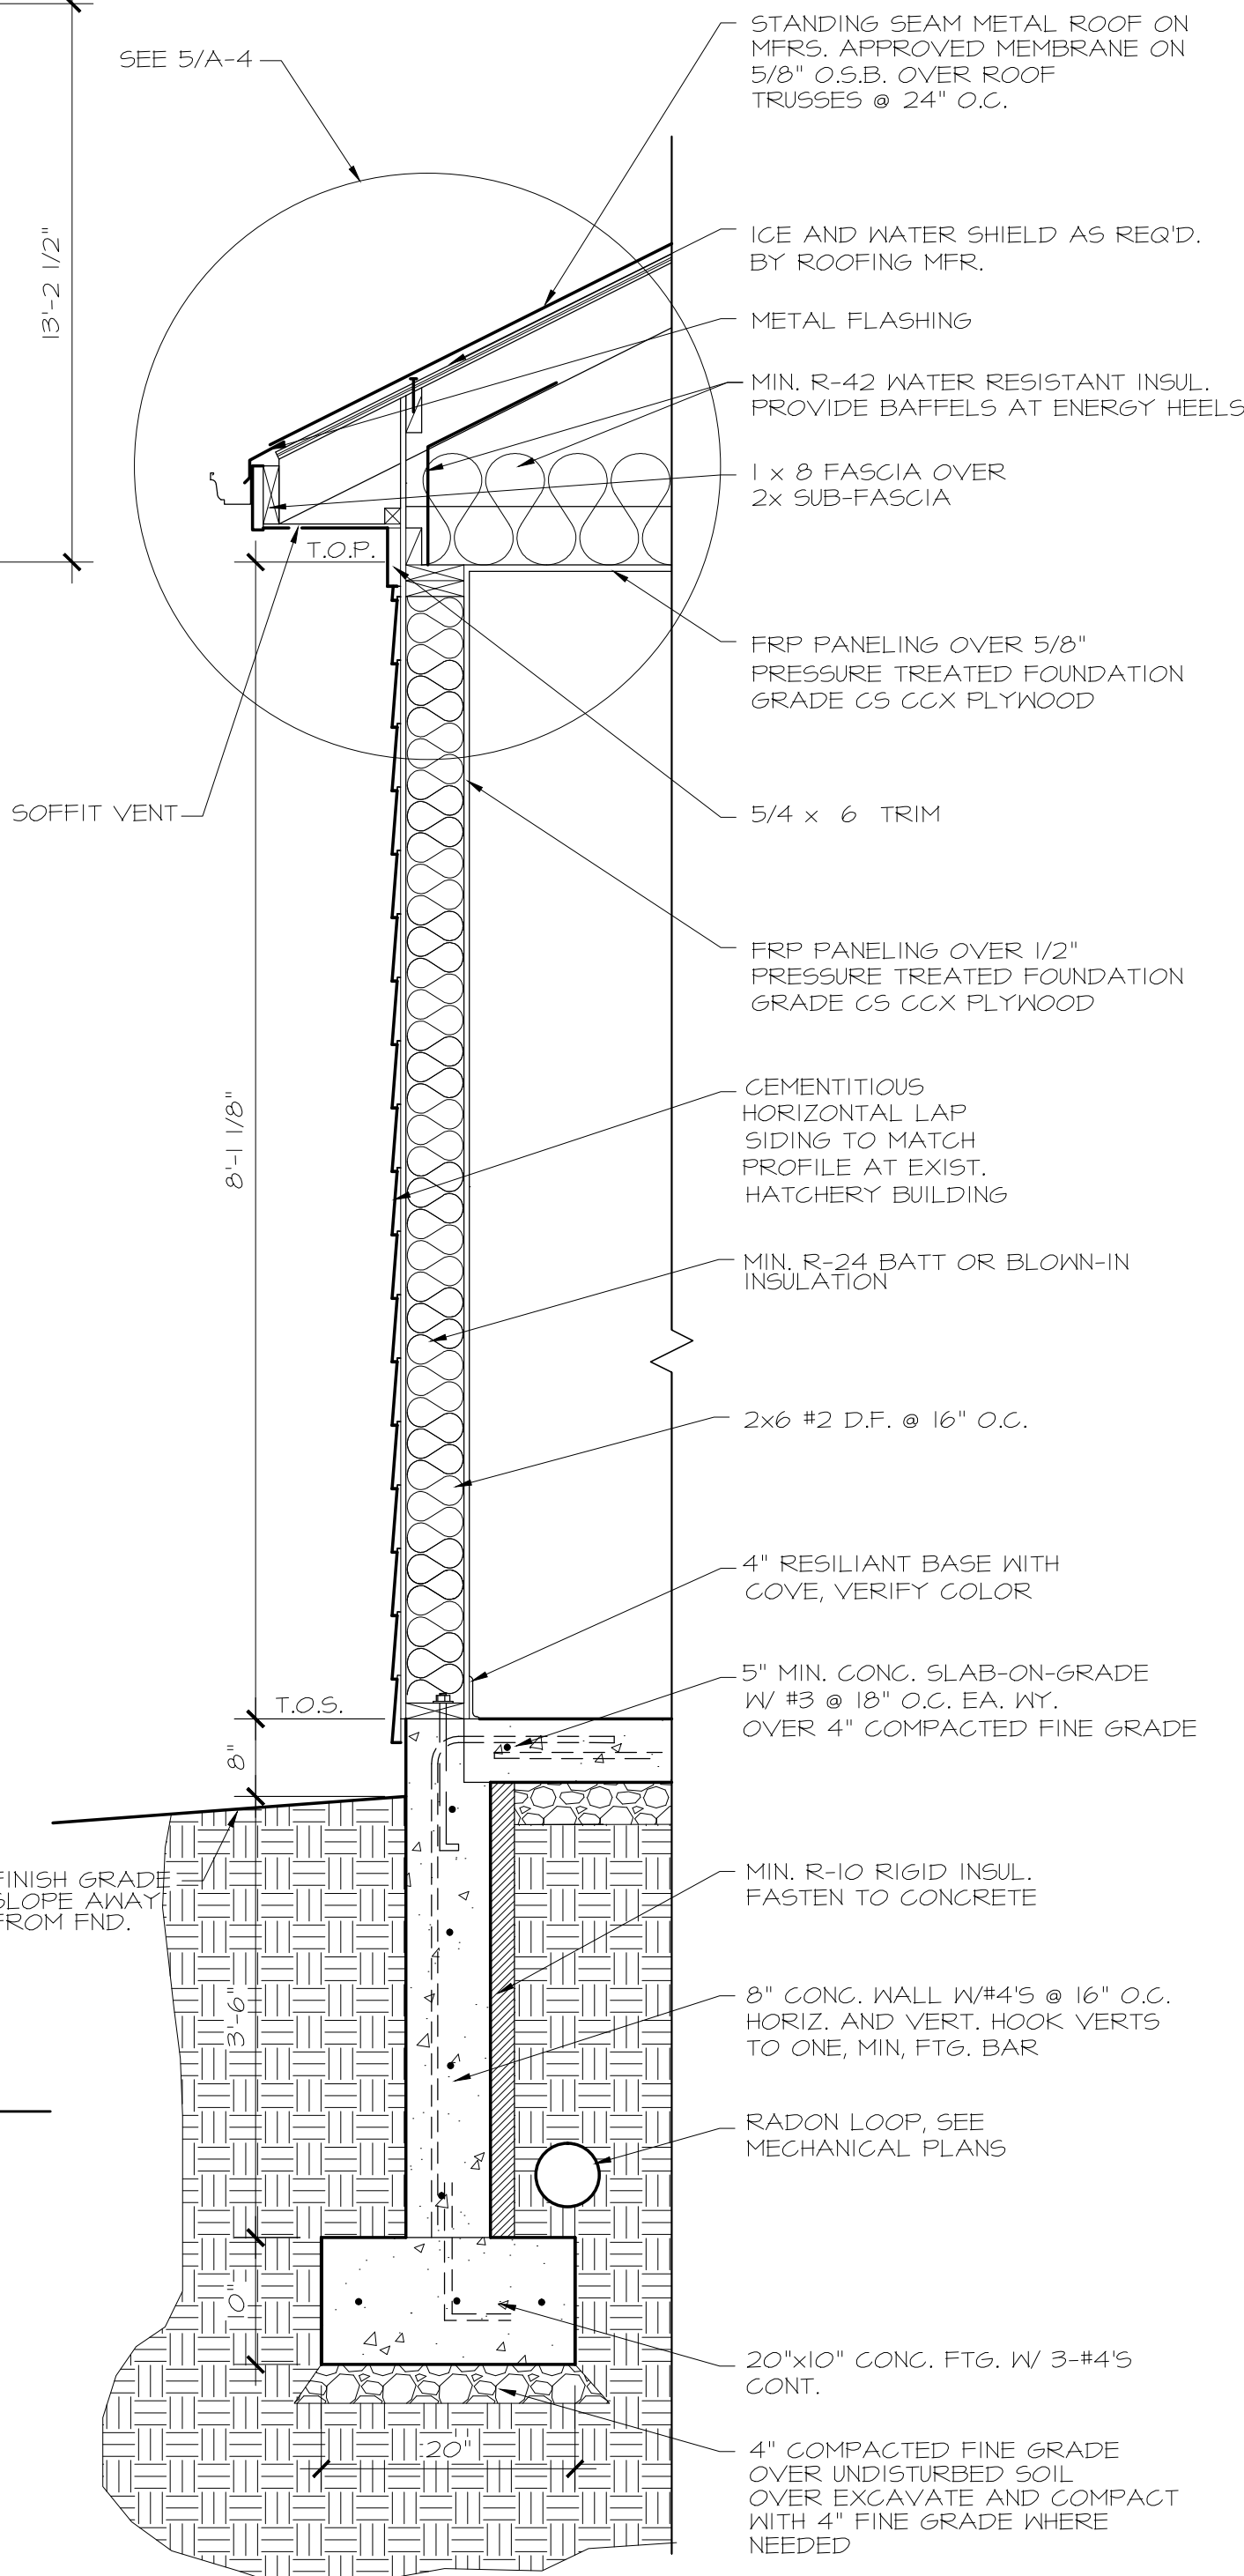 STANDING SEAM METAL ROOF ON
MFRS. APPROVED MEMBRANE ON
5/8" O.S.B. OVER ROOF
TRUSSES @ 24" O.C.
SEE 5/A-4
13'-2 1/2"
ICE AND WATER SHIELD AS REQ'D.
BY ROOFING MFR.
METAL FLASHING
MIN. R-42 WATER RESISTANT INSUL.
PROVIDE BAFFELS AT ENERGY HEELS
1 x 8 FASCIA OVER
2x SUB-FASCIA
T.O.P.
FRP PANELING OVER 5/8"
PRESSURE TREATED FOUNDATION
GRADE CS CCX PLYWOOD
SOFFIT VENT
5/4 x 6 TRIM
FRP PANELING OVER 1/2"
PRESSURE TREATED FOUNDATION
GRADE CS CCX PLYWOOD
8'-1 1/8"
CEMENTITIOUS
HORIZONTAL LAP
SIDING TO MATCH
PROFILE AT EXIST.
HATCHERY BUILDING
MIN. R-24 BATT OR BLOWN-IN
INSULATION
2x6 #2 D.F. @ 16" O.C.
4" RESILIANT BASE WITH
COVE, VERIFY COLOR
T.O.S.
8"
5" MIN. CONC. SLAB-ON-GRADE
W/ #3 @ 18" O.C. EA. WY.
OVER 4" COMPACTED FINE GRADE
FINISH GRADE
SLOPE AWAY
FROM FND.
MIN. R-10 RIGID INSUL.
FASTEN TO CONCRETE
3'-6"
8" CONC. WALL W/#4'S @ 16" O.C.
HORIZ. AND VERT. HOOK VERTS
TO ONE, MIN, FTG. BAR
RADON LOOP, SEE
MECHANICAL PLANS
10"
20"x10" CONC. FTG. W/ 3-#4'S
CONT.
20"
4" COMPACTED FINE GRADE
OVER UNDISTURBED SOIL
OVER EXCAVATE AND COMPACT
WITH 4" FINE GRADE WHERE
NEEDED